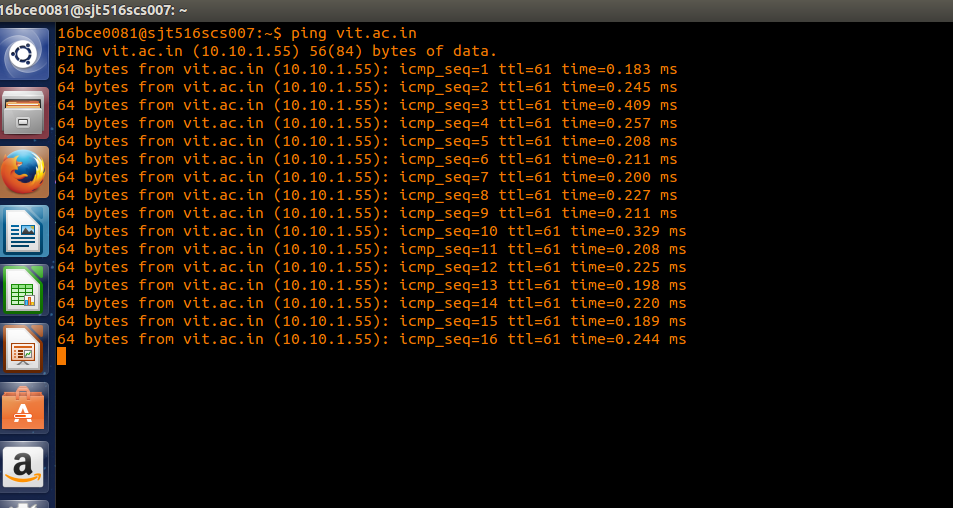 16bce0081@sjt516scs007: ~
16bce0081@sjt516scs007:~$ ping vit.ac.in
PING vit.ac.in (10.10.1.55) 56(84) bytes of data.
64 bytes from vit.ac.in (10.10.1.55): icmp_seq=1 ttl=61 time=0.183 ms
64 bytes from vit.ac.in (10.10.1.55): icmp_seq=2 ttl=61 time=0.245 ms
64 bytes from vit.ac.in (10.10.1.55): icmp_seq=3 ttl=61 time=0.409 ms
64 bytes from vit.ac.in (10.10.1.55): icmp_seq=4 ttl=61 time=0.257 ms
64 bytes from vit.ac.in (10.10.1.55): icmp_seq=5 ttl=61 time=0.208 ms
64 bytes from vit.ac.in (10.10.1.55): icmp_seq=6 ttl=61 time=0.211 ms
64 bytes from vit.ac.in (10.10.1.55): icmp_seq=7 ttl=61 time=0.200 ms
64 bytes from vit.ac.in (10.10.1.55): icmp_seq=8 ttl=61 time=0.227 ms
64 bytes from vit.ac.in (10.10.1.55): icmp_seq=9 ttl=61 time=0.211 ms
64 bytes from vit.ac.in (10.10.1.55): icmp_seq=10 ttl=61 time=0.329 ms
64 bytes from vit.ac.in (10.10.1.55): icmp_seq=11 ttl=61 time=0.208 ms
64 bytes from vit.ac.in (10.10.1.55): icmp_seq=12 ttl=61 time=0.225 ms
64 bytes from vit.ac.in (10.10.1.55): icmp_seq=13 ttl=61 time=0.198 ms
64 bytes from vit.ac.in (10.10.1.55): icmp_seq=14 ttl=61 time=0.220 ms
64 bytes from vit.ac.in (10.10.1.55): icmp_seq=15 ttl=61 time=0.189 ms
64 bytes from vit.ac.in (10.10.1.55): icmp_seq=16 ttl=61 time=0.244 ms